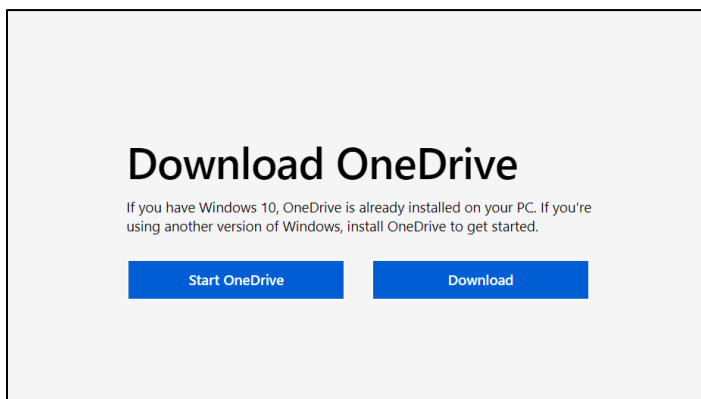 Download OneDrive
If you have Windows 10, OneDrive is already installed on your PC. If you're
using another version of Windows, install OneDrive to get started.
Start OneDrive Download